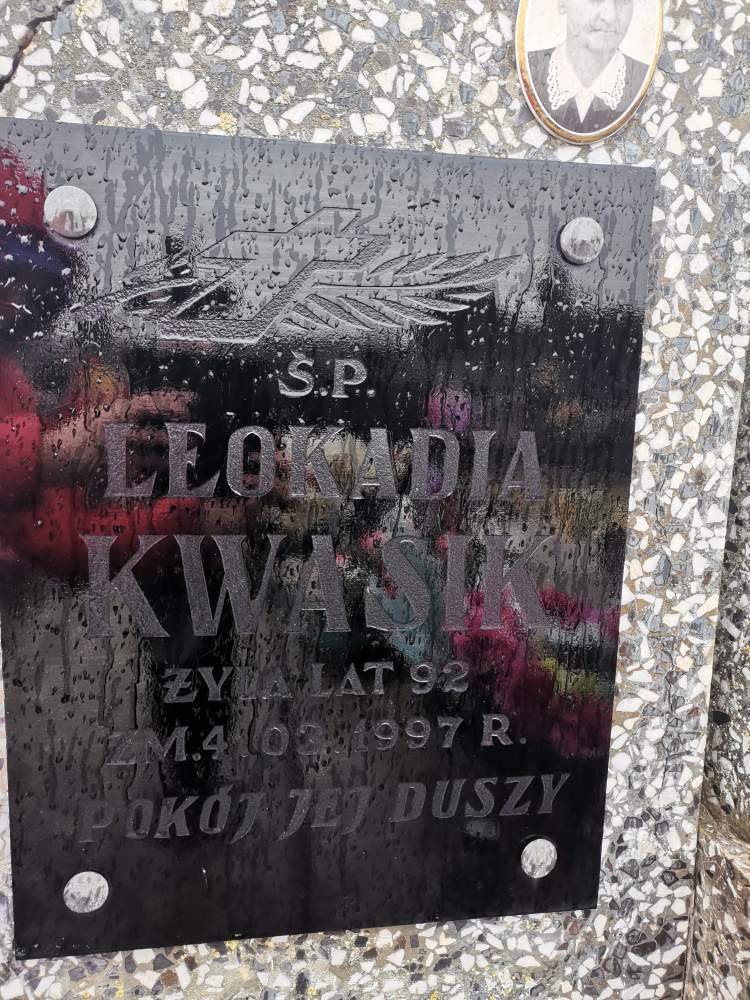 Ś.P.
LEOKADIA
KWASIK
ŻYŁA LAT 92
ZM. 4.03.1997 R.
POKÓJ JEJ DUSZY